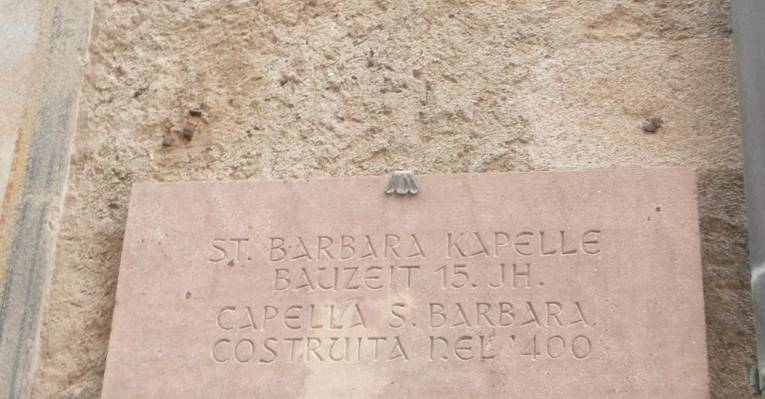 ST. BARBARA KAPELLE
BAUZEIT 15. JH.
CAPELLA S. BARBARA
COSTRUITA NEL '400